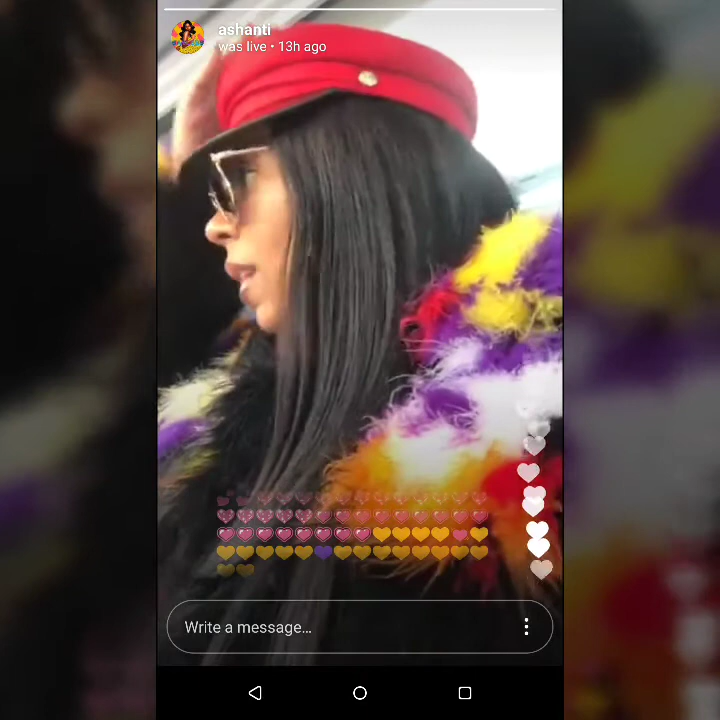 ashanti
was live • 13h ago
Write a message...